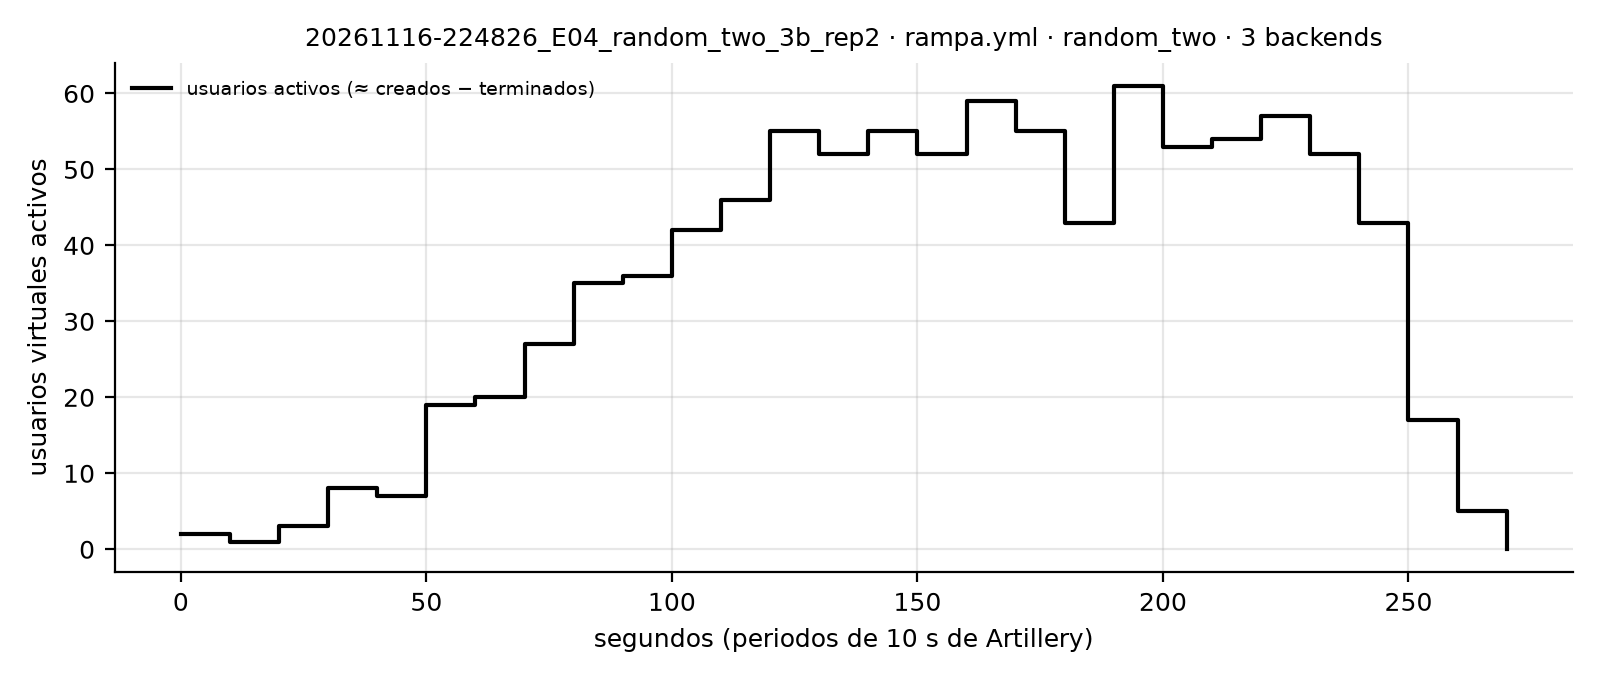 20261116-224826_E04_random_two_3b_rep2 · rampa.yml · random_two · 3 backends
usuarios activos (≈ creados − terminados)
usuarios virtuales activos
60
50
40
30
20
10
0
0 50 100 150 200 250
segundos (periodos de 10 s de Artillery)